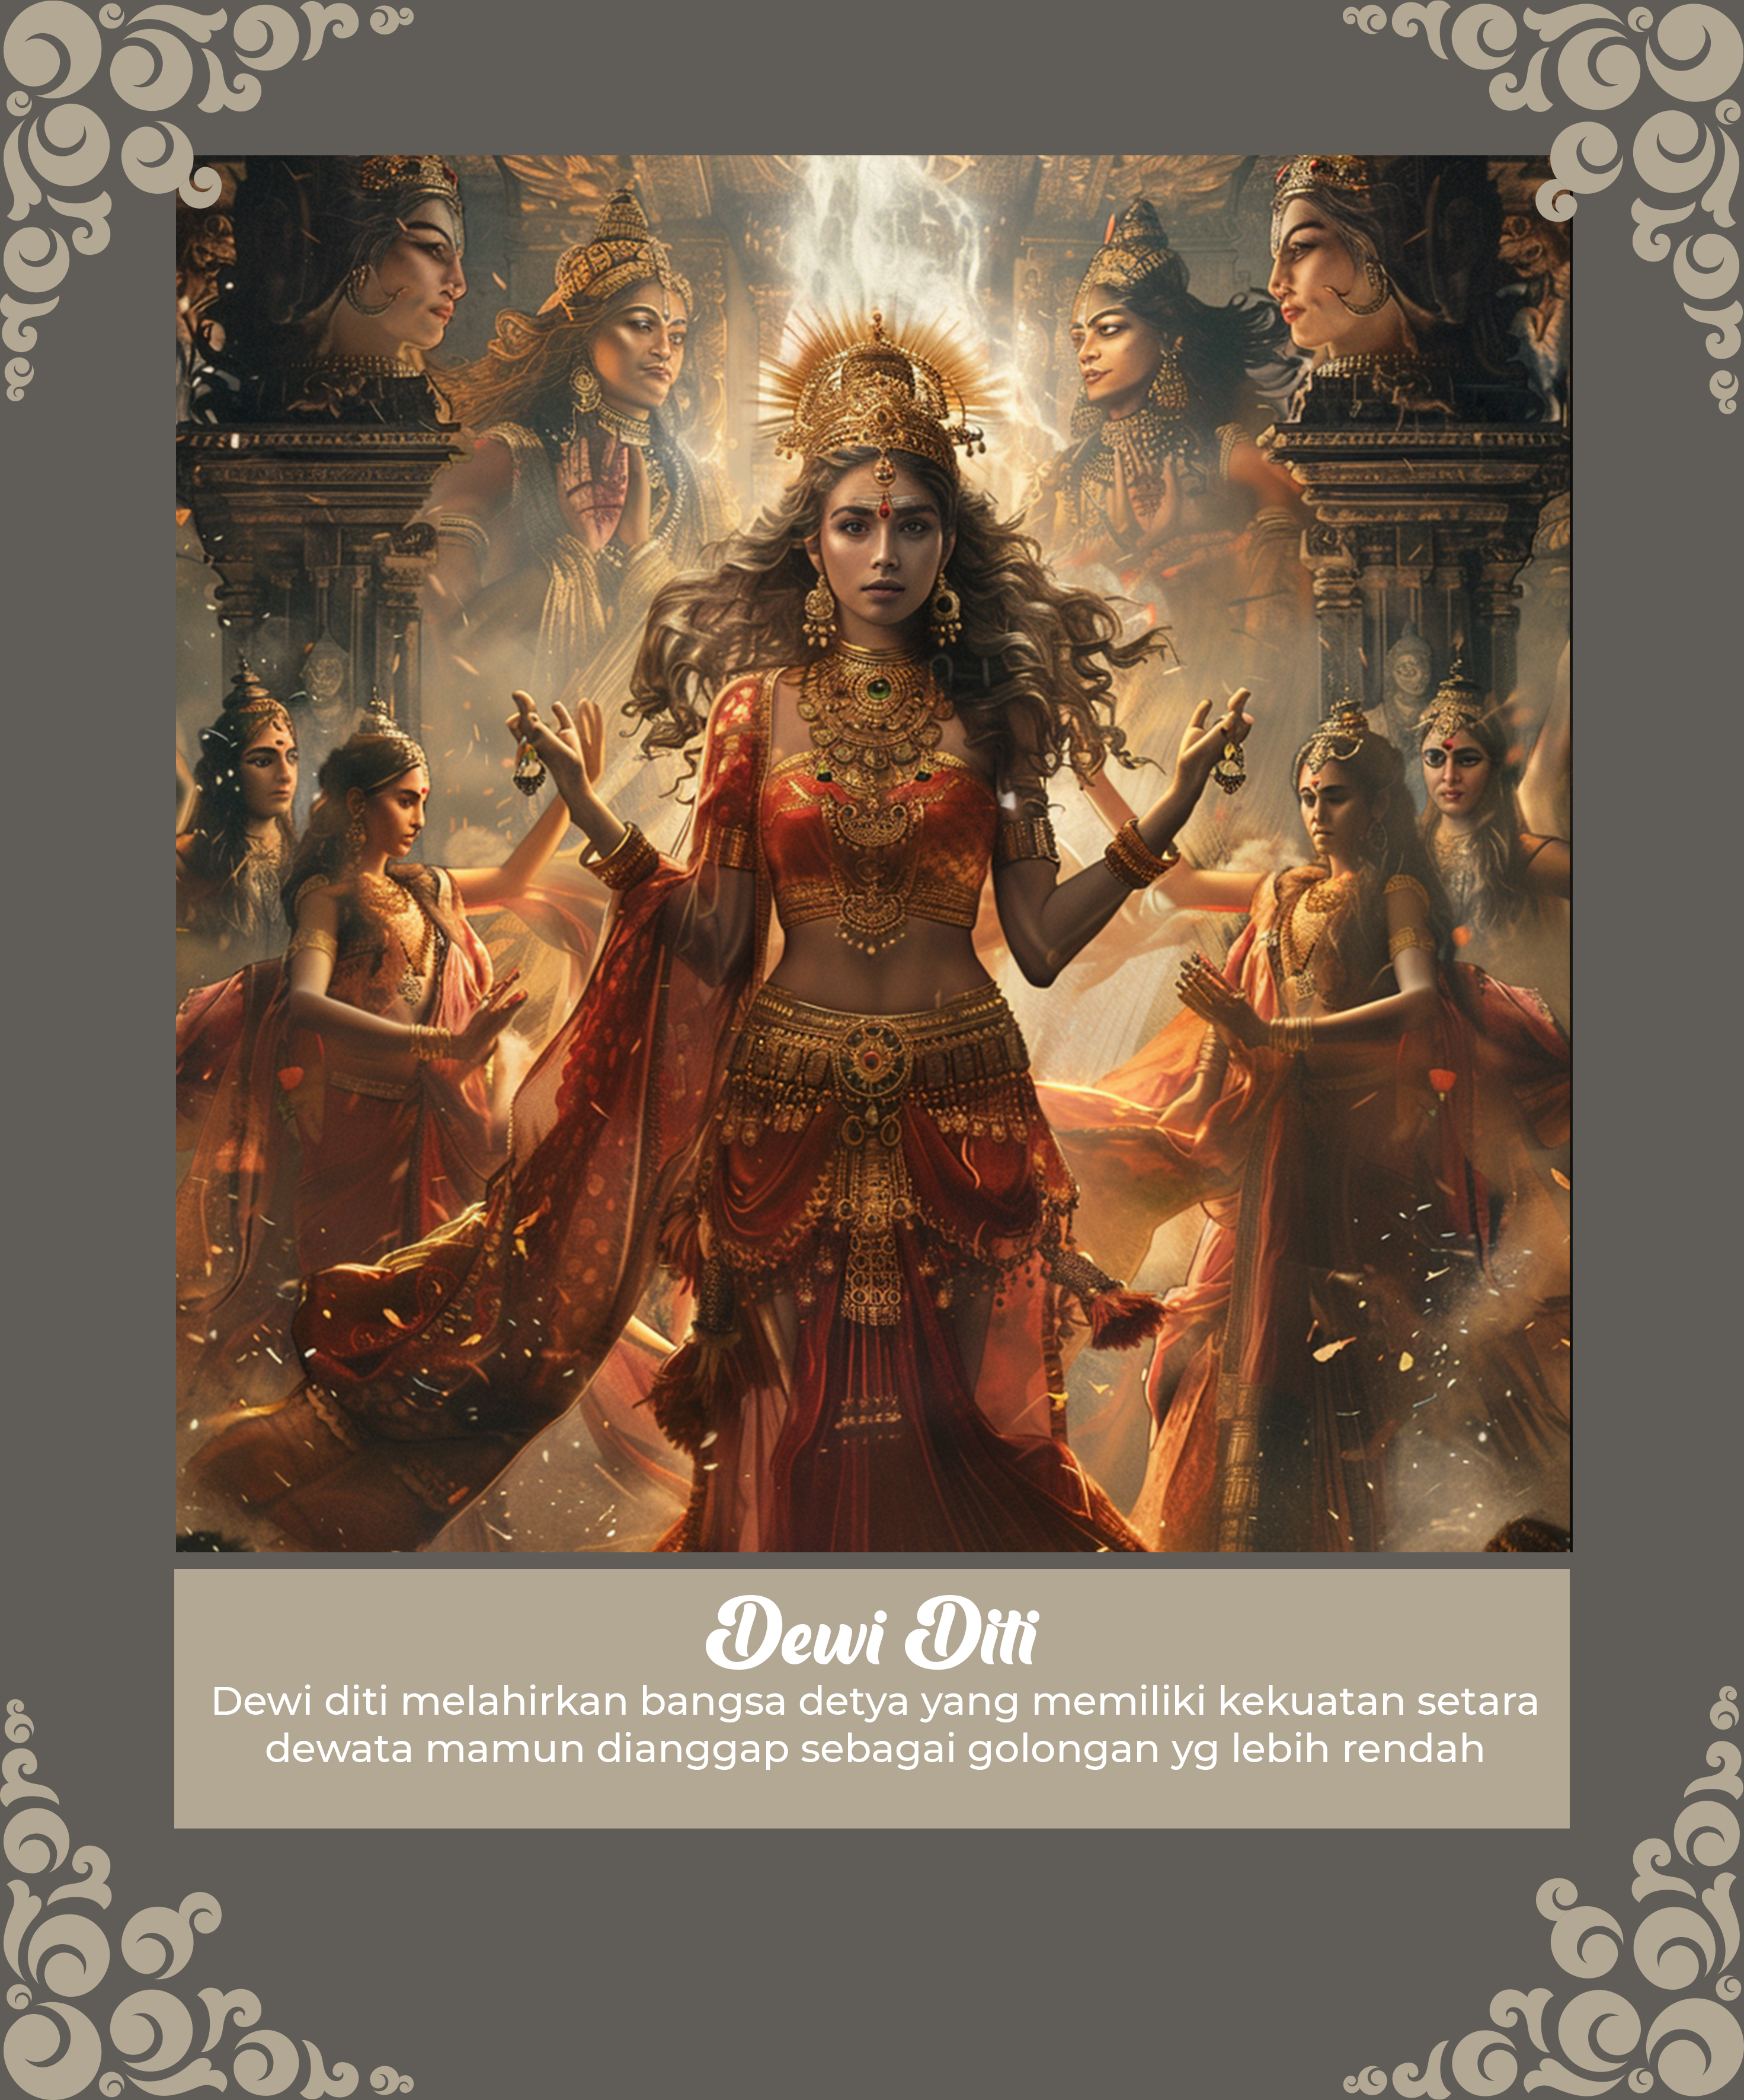 Dewi Diti
Dewi diti melahirkan bangsa detya yang memiliki kekuatan setara
dewata mamun dianggap sebagai golongan yg lebih rendah